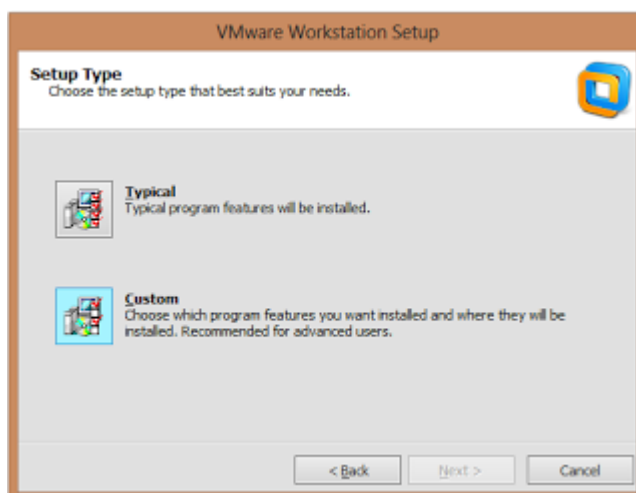 VMware Workstation Setup
Setup Type
Choose the setup type that best suits your needs.
Typical
Typical program features will be installed.
Custom
Choose which program features you want installed and where they will be
installed. Recommended for advanced users.
< Back
Next >
Cancel